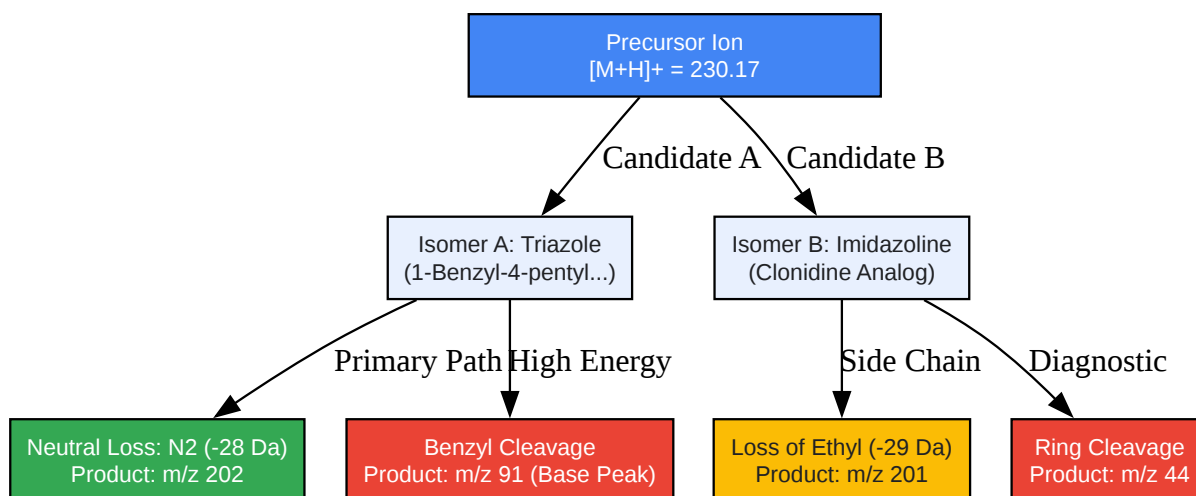 Precursor Ion
[M+H]+ = 230.17
Candidate A
Candidate B
Isomer A: Triazole
(1-Benzyl-4-pentyl...)
Isomer B: Imidazoline
(Clonidine Analog)
Primary Path
High Energy
Side Chain
Diagnostic
Neutral Loss: N2 (-28 Da)
Product: m/z 202
Benzyl Cleavage
Product: m/z 91 (Base Peak)
Loss of Ethyl (-29 Da)
Product: m/z 201
Ring Cleavage
Product: m/z 44